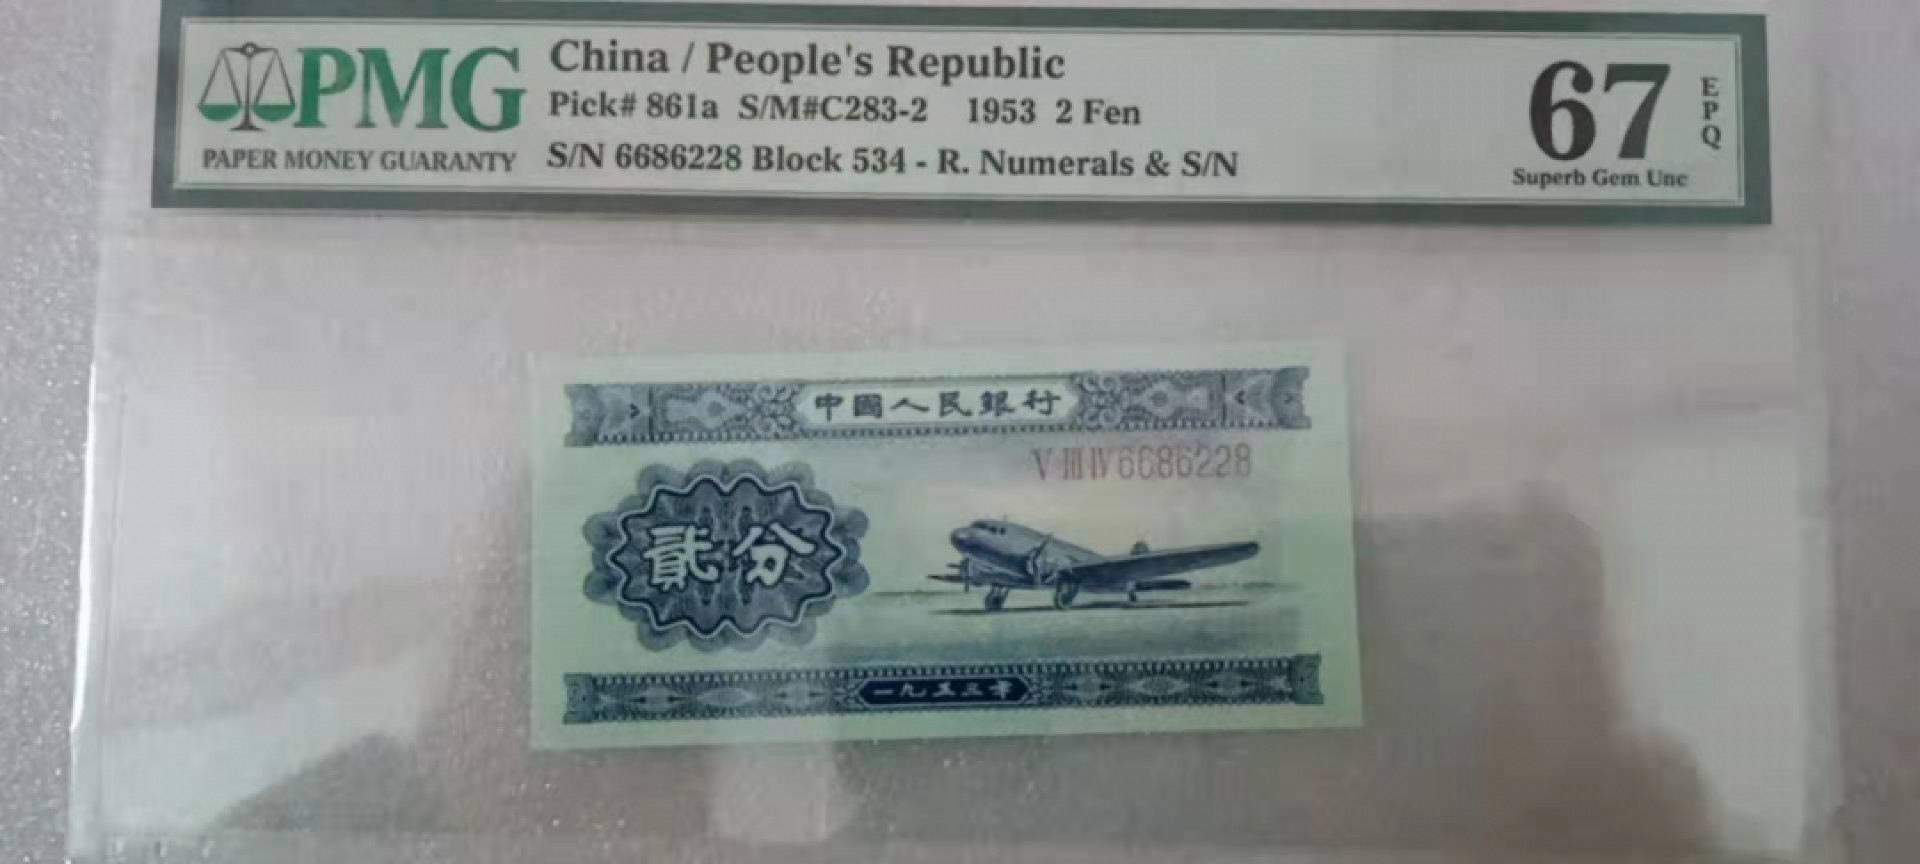 PMG
PAPER MONEY GUARANTY
China / People's Republic
Pick# 861a S/M#C283-2 1953 2 Fen
S/N 6686228 Block 534 - R. Numerals & S/N
67
EPQ
Superb Gem Unc
中國人民銀行
V III IV 6686228
貳分
一九五三年